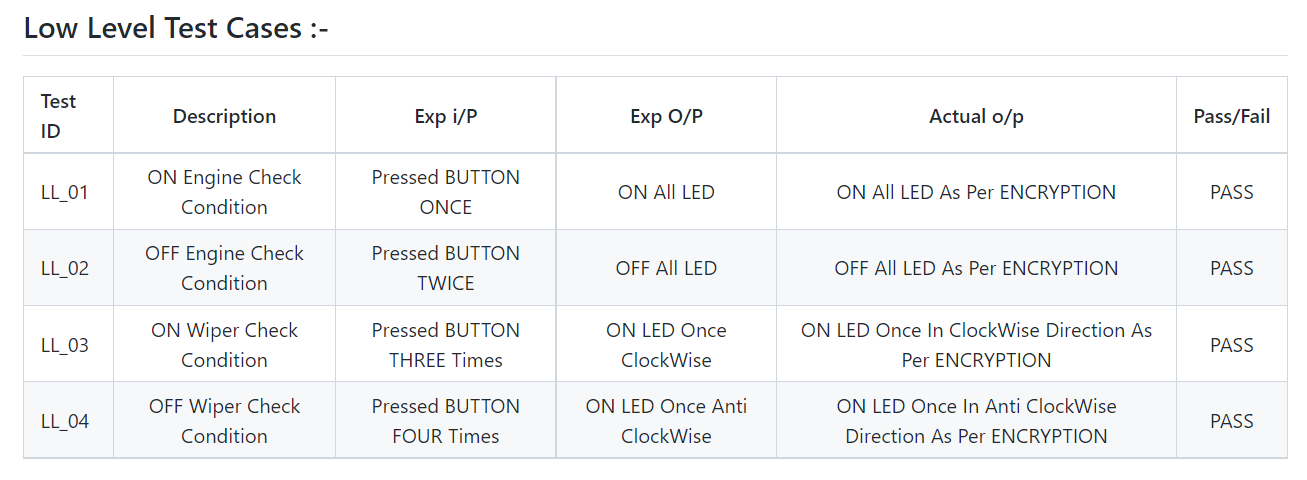 Low Level Test Cases :-
Test ID Description Exp i/P Exp O/P Actual o/p Pass/Fail
LL_01 ON Engine Check Condition Pressed BUTTON ONCE ON All LED ON All LED As Per ENCRYPTION PASS
LL_02 OFF Engine Check Condition Pressed BUTTON TWICE OFF All LED OFF All LED As Per ENCRYPTION PASS
LL_03 ON Wiper Check Condition Pressed BUTTON THREE Times ON LED Once ClockWise ON LED Once In ClockWise Direction As Per ENCRYPTION PASS
LL_04 OFF Wiper Check Condition Pressed BUTTON FOUR Times ON LED Once Anti ClockWise ON LED Once In Anti ClockWise Direction As Per ENCRYPTION PASS